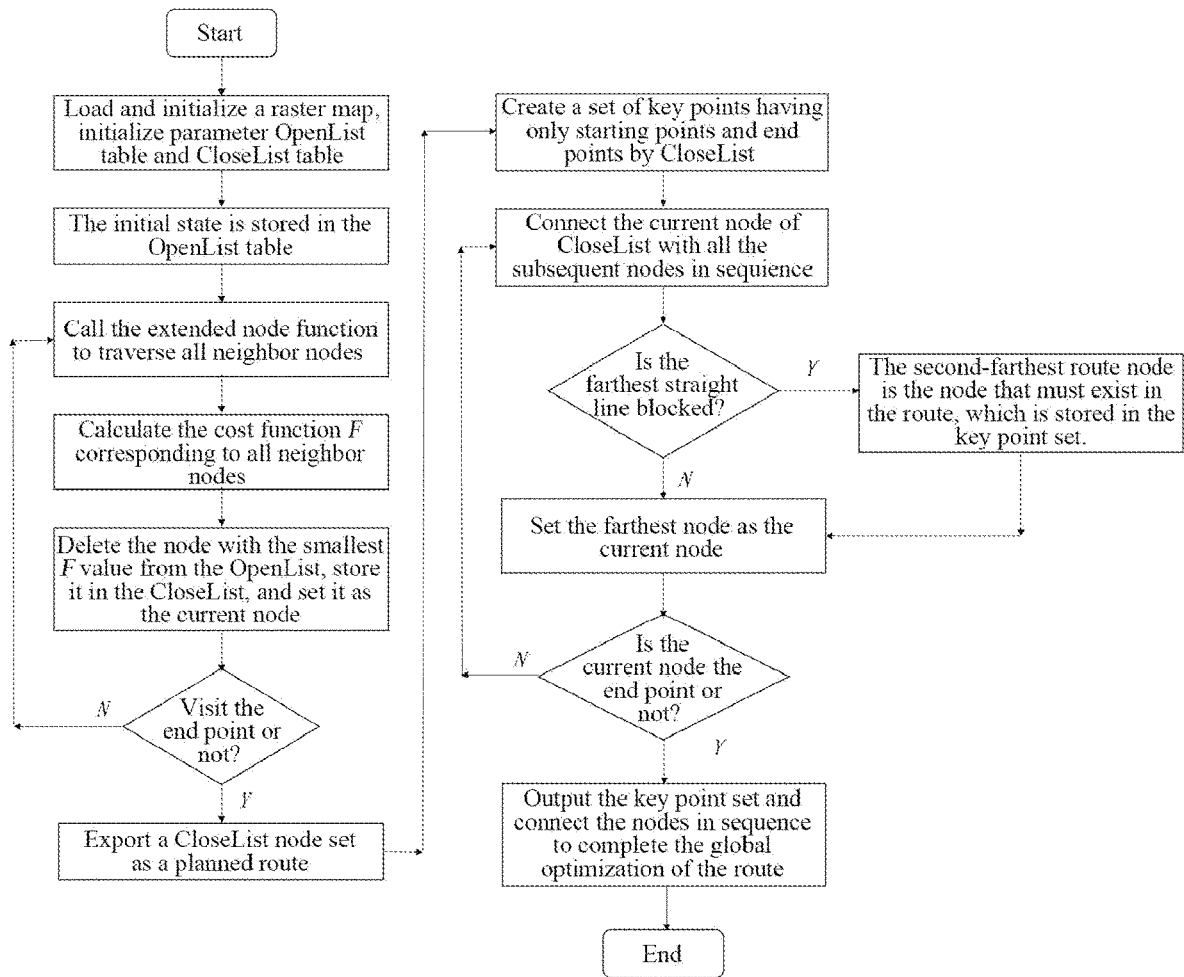 Start
Load and initialize a raster map,
initialize parameter OpenList
table and CloseList table
The initial state is stored in the
OpenList table
Call the extended node function
to traverse all neighbor nodes
Calculate the cost function F
corresponding to all neighbor
nodes
Delete the node with the smallest
F value from the OpenList, store
it in the CloseList, and set it as
the current node
N
Visit the
end point or
not?
Y
Export a CloseList node set
as a planned route
Create a set of key points having
only starting points and end
points by CloseList
Connect the current node of
CloseList with all the
subsequent nodes in sequience
Is the
farthest straight
line blocked?
Y
The second-farthest route node
is the node that must exist in
the route, which is stored in the
key point set.
N
Set the farthest node as the
current node
N
Is the
current node the
end point or
not?
Y
Output the key point set and
connect the nodes in sequence
to complete the global
optimization of the route
End